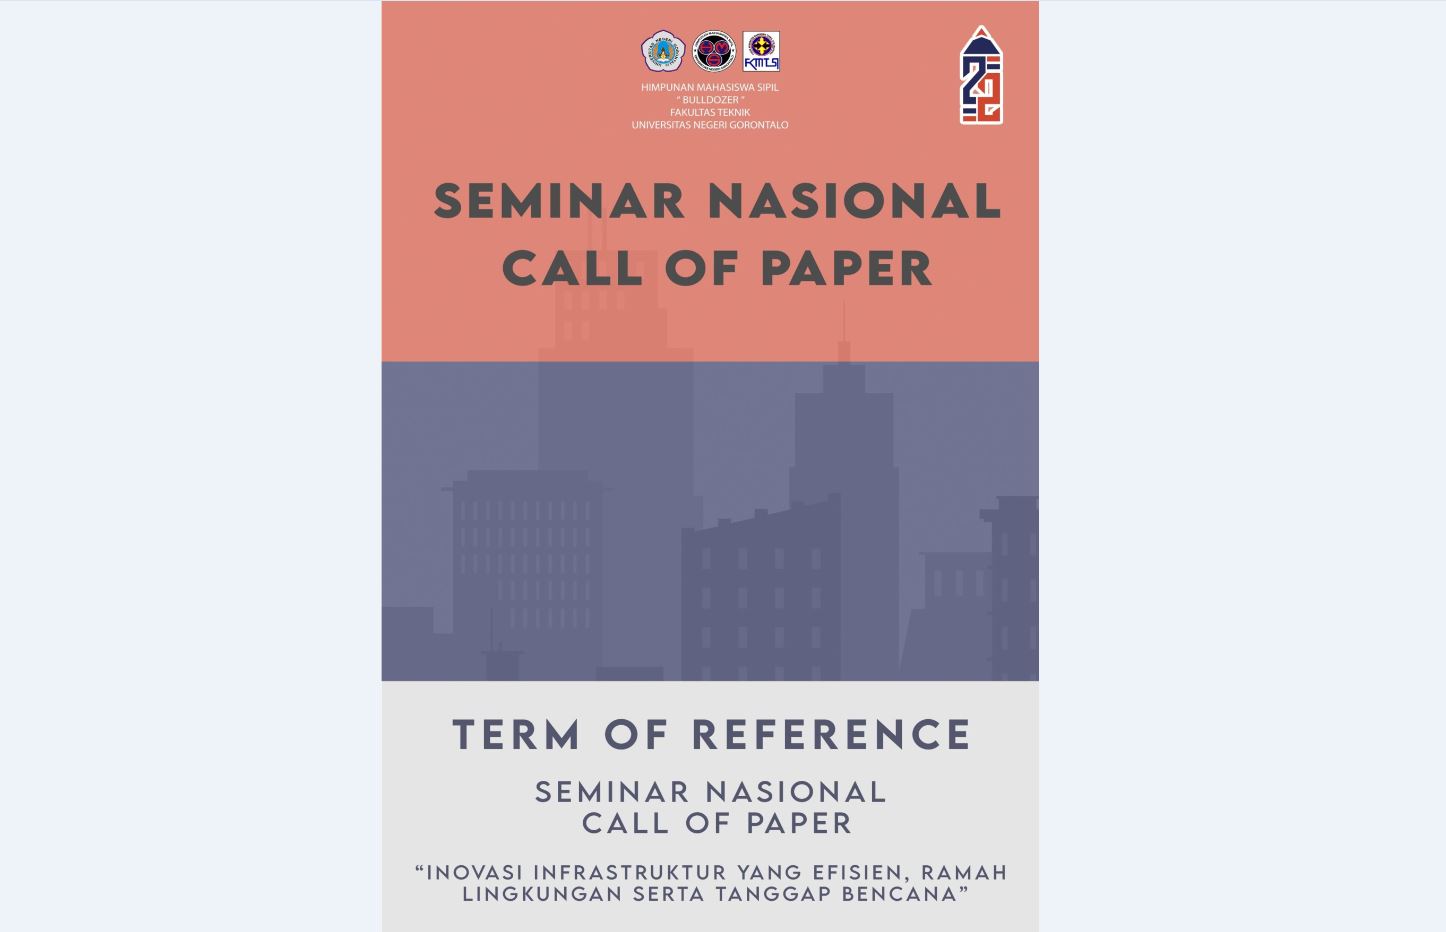 HIMPUNAN MAHASISWA SIPIL
" BULLDOZER "
FAKULTAS TEKNIK
UNIVERSITAS NEGERI GORONTALO
SEMINAR NASIONAL
CALL OF PAPER
TERM OF REFERENCE
SEMINAR NASIONAL
CALL OF PAPER
“INOVASI INFRASTRUKTUR YANG EFISIEN, RAMAH
LINGKUNGAN SERTA TANGGAP BENCANA”